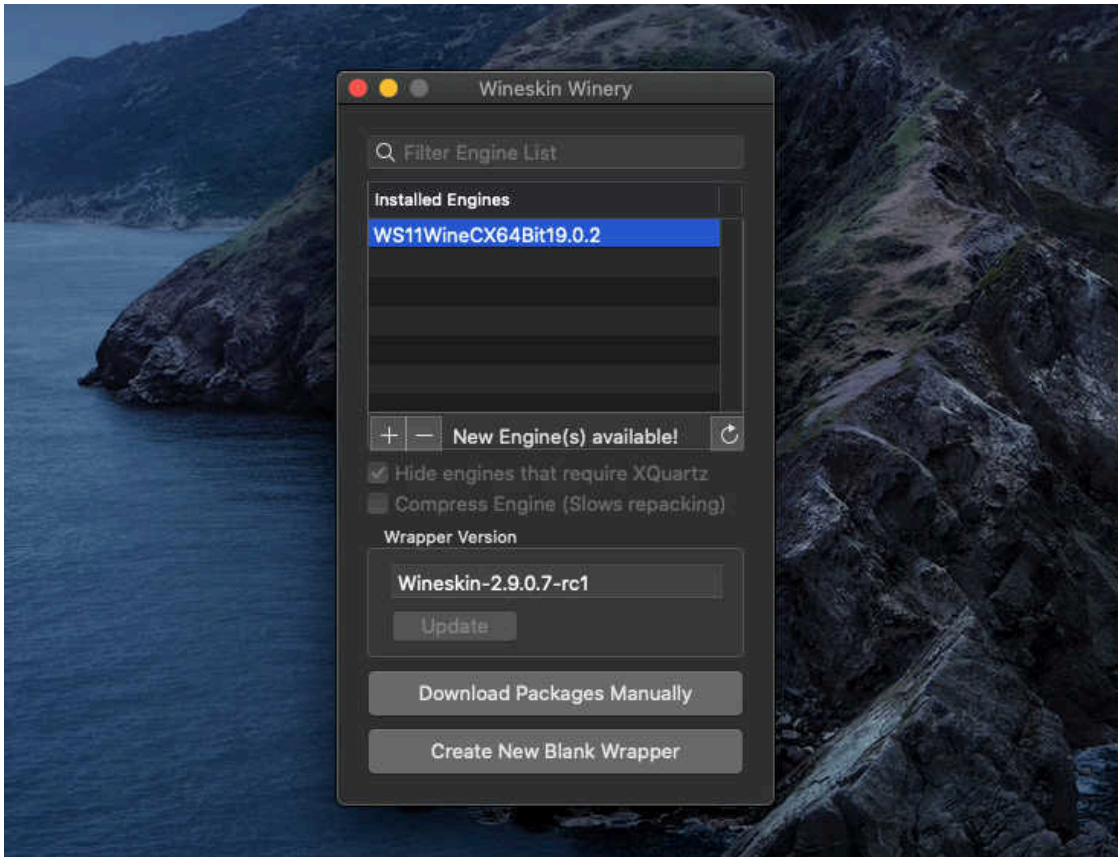 Wineskin Winery
Filter Engine List
Installed Engines
WS11WineCX64Bit19.0.2
New Engine(s) available!
Hide engines that require XQuartz
Compress Engine (Slows repacking)
Wrapper Version
Wineskin-2.9.0.7-rc1
Update
Download Packages Manually
Create New Blank Wrapper